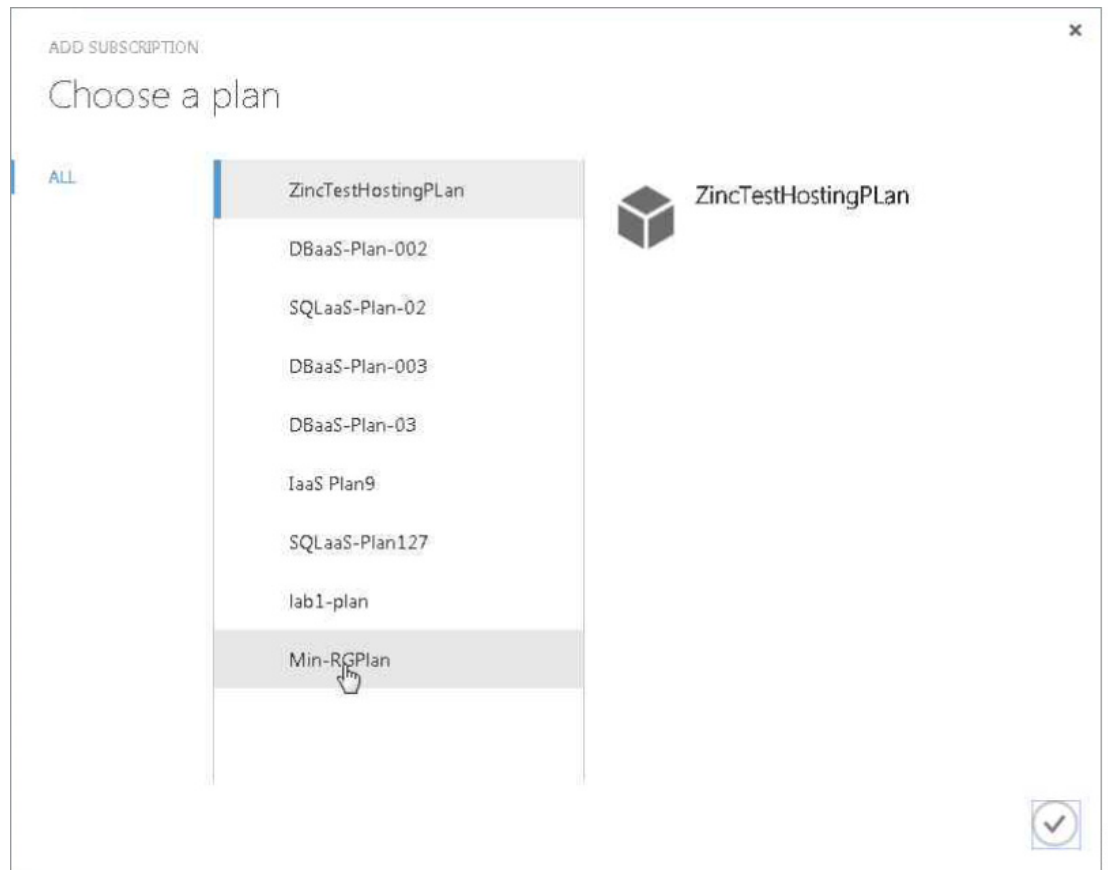 ADD SUBSCRIPTION
Choose a plan
ALL
ZincTestHostingPLan
DBaaS-Plan-002
SQLaaS-Plan-02
DBaaS-Plan-003
DBaaS-Plan-03
IaaS Plan9
SQLaaS-Plan127
lab1-plan
Min-RGPlan
ZincTestHostingPLan